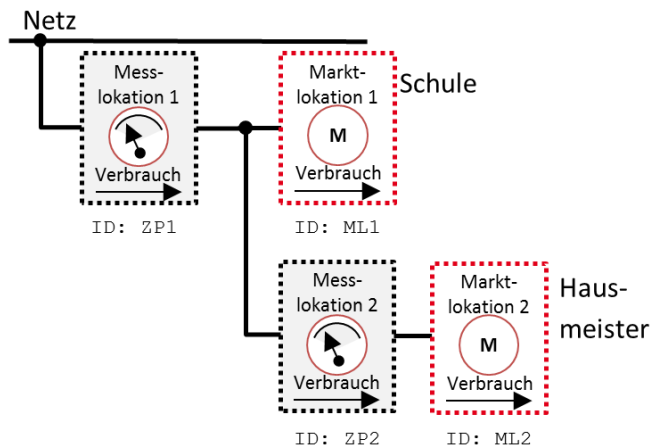 Netz
Mess-
lokation 1
Verbrauch
ID: ZP1
Markt-
lokation 1
M
Verbrauch
ID: ML1
Schule
Mess-
lokation 2
Verbrauch
ID: ZP2
Markt-
lokation 2
M
Verbrauch
ID: ML2
Haus-
meister